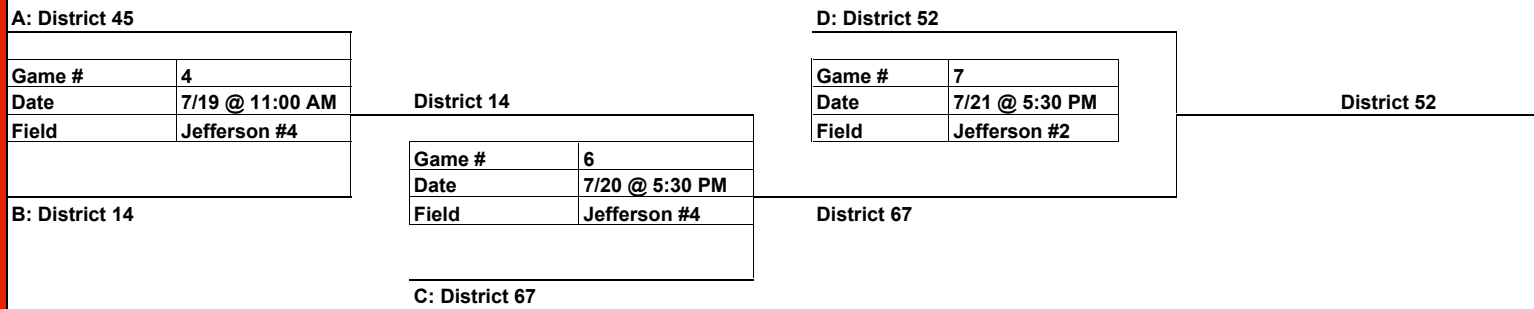 A: District 45
D: District 52
Game # 4
Game # 7
Date 7/19 @ 11:00 AM
District 14
Date 7/21 @ 5:30 PM
District 52
Field Jefferson #4
Field Jefferson #2
Game # 6
Date 7/20 @ 5:30 PM
B: District 14
Field Jefferson #4
District 67
C: District 67